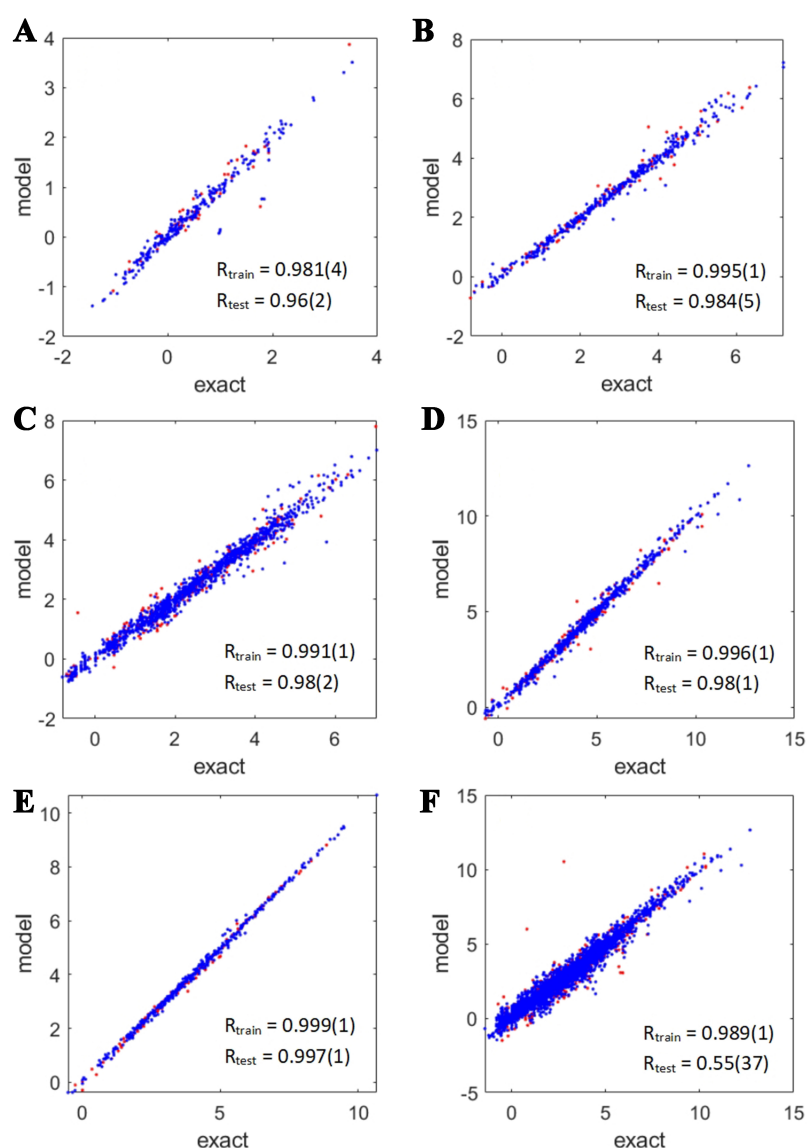 A
4
3
2
1
0
-1
-2
-2
0
2
4
model
exact
Rtrain = 0.981(4)
Rtest = 0.96(2)
B
8
6
4
2
0
-2
0
2
4
6
model
exact
Rtrain = 0.995(1)
Rtest = 0.984(5)
C
8
6
4
2
0
-2
0
2
4
6
model
exact
Rtrain = 0.991(1)
Rtest = 0.98(2)
D
15
10
5
0
0
5
10
15
model
exact
Rtrain = 0.996(1)
Rtest = 0.98(1)
E
10
8
6
4
2
0
0
5
10
model
exact
Rtrain = 0.999(1)
Rtest = 0.997(1)
F
15
10
5
0
-5
0
5
10
15
model
exact
Rtrain = 0.989(1)
Rtest = 0.55(37)